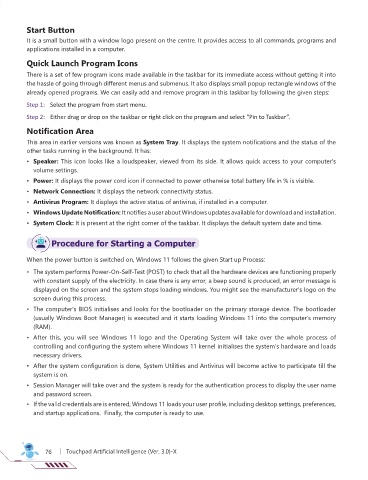 Start Button
It is a small button with a window logo present on the centre. It provides access to all commands, programs and
applications installed in a computer.
Quick Launch Program Icons
There is a set of few program icons made available in the taskbar for its immediate access without getting it into
the hassle of going through different menus and submenus. It also displays small popup rectangle windows of the
already opened programs. We can easily add and remove program in this taskbar by following the given steps:
Step 1: Select the program from start menu.
Step 2: Either drag or drop on the taskbar or right click on the program and select "Pin to Taskbar".
Notification Area
This area in earlier versions was known as System Tray. It displays the system notifications and the status of the
other tasks running in the background. It has:
• Speaker: This icon looks like a loudspeaker, viewed from its side. It allows quick access to your computer's
volume settings.
• Power: It displays the power cord icon if connected to power otherwise total battery life in % is visible.
• Network Connection: It displays the network connectivity status.
• Antivirus Program: It displays the active status of antivirus, if installed in a computer.
• Windows Update Notification: It notifies a user about Windows updates available for download and installation.
• System Clock: It is present at the right corner of the taskbar. It displays the default system date and time.
Procedure for Starting a Computer
When the power button is switched on, Windows 11 follows the given Start up Process:
• The system performs Power-On-Self-Test (POST) to check that all the hardware devices are functioning properly
with constant supply of the electricity. In case there is any error, a beep sound is produced, an error message is
displayed on the screen and the system stops loading windows. You might see the manufacturer's logo on the
screen during this process.
• The computer's BIOS initialises and looks for the bootloader on the primary storage device. The bootloader
(usually Windows Boot Manager) is executed and it starts loading Windows 11 into the computer's memory
(RAM).
• After this, you will see Windows 11 logo and the Operating System will take over the whole process of
controlling and configuring the system where Windows 11 kernel initialises the system's hardware and loads
necessary drivers.
• After the system configuration is done, System Utilities and Antivirus will become active to participate till the
system is on.
• Session Manager will take over and the system is ready for the authentication process to display the user name
and password screen.
• If the valid credentials are is entered, Windows 11 loads your user profile, including desktop settings, preferences,
and startup applications. Finally, the computer is ready to use.
76 | Touchpad Artificial Intelligence (Ver. 3.0)-X